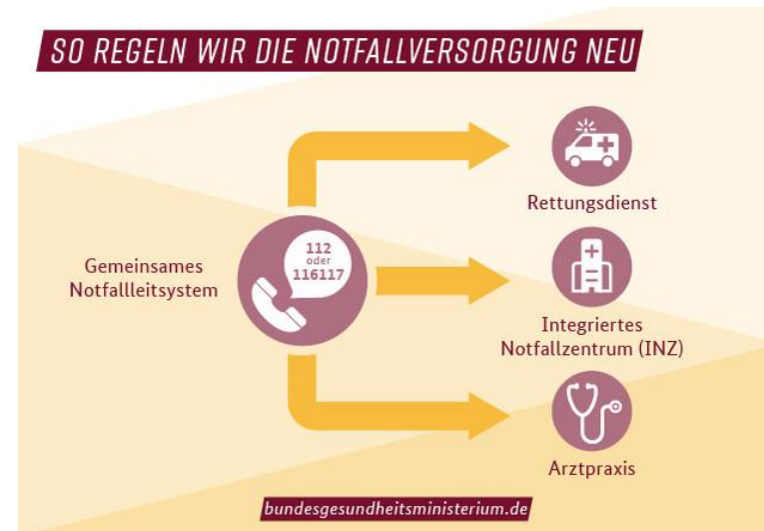 SO REGELN WIR DIE NOTFALLVERSORGUNG NEU
Gemeinsames
Notfallleitsystem
112
oder
116117
Rettungsdienst
Integriertes
Notfallzentrum (INZ)
Arztpraxis
bundesgesundheitsministerium.de